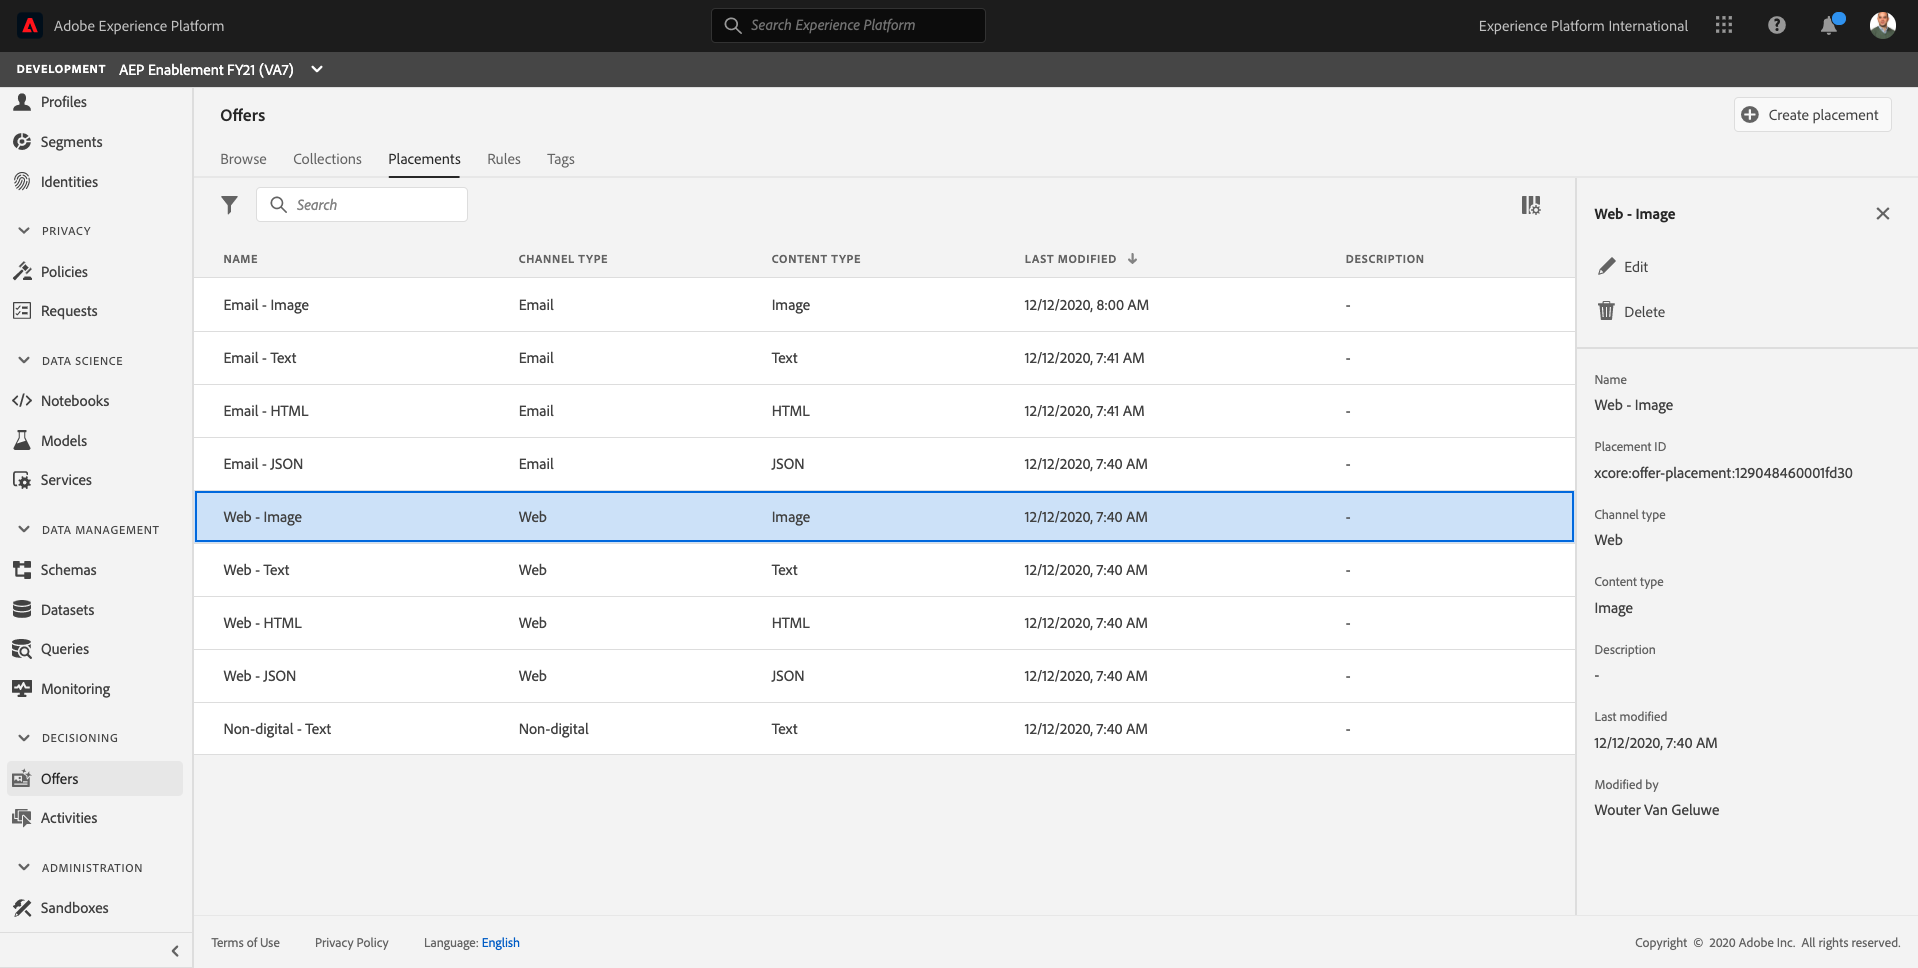 Adobe Experience Platform
Search Experience Platform
Experience Platform International
DEVELOPMENT AEP Enablement FY21 (VA7)
Profiles
Segments
Identities
PRIVACY
Policies
Requests
DATA SCIENCE
Notebooks
Models
Services
DATA MANAGEMENT
Schemas
Datasets
Queries
Monitoring
DECISIONING
Offers
Activities
ADMINISTRATION
Sandboxes
Offers
Create placement
Browse Collections Placements Rules Tags
Search
NAME CHANNEL TYPE CONTENT TYPE LAST MODIFIED DESCRIPTION
Email - Image Email Image 12/12/2020, 8:00 AM -
Email - Text Email Text 12/12/2020, 7:41 AM -
Email - HTML Email HTML 12/12/2020, 7:41 AM -
Email - JSON Email JSON 12/12/2020, 7:40 AM -
Web - Image Web Image 12/12/2020, 7:40 AM -
Web - Text Web Text 12/12/2020, 7:40 AM -
Web - HTML Web HTML 12/12/2020, 7:40 AM -
Web - JSON Web JSON 12/12/2020, 7:40 AM -
Non-digital - Text Non-digital Text 12/12/2020, 7:40 AM -
Web - Image
Edit
Delete
Name
Web - Image
Placement ID
xcore:offer-placement:129048460001fd30
Channel type
Web
Content type
Image
Description
-
Last modified
12/12/2020, 7:40 AM
Modified by
Wouter Van Geluwe
Terms of Use Privacy Policy Language: English
Copyright © 2020 Adobe Inc. All rights reserved.